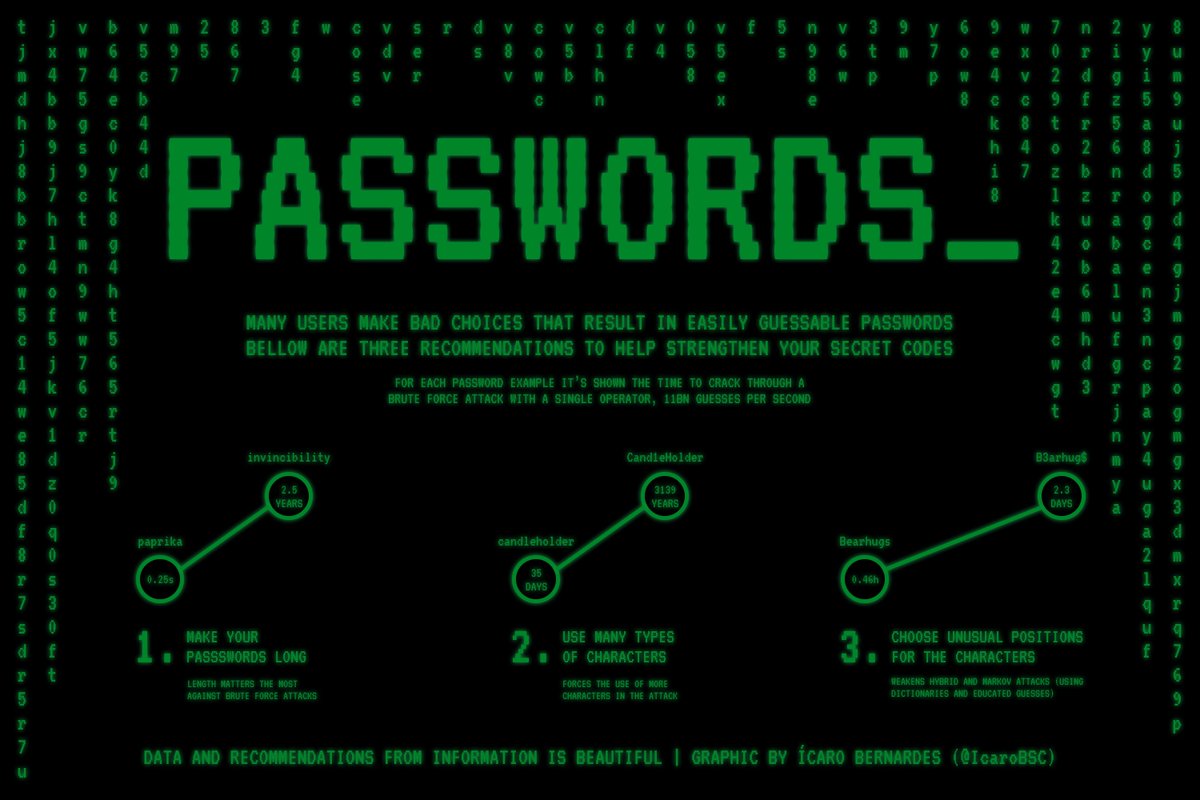 PASSWORDS_
MANY USERS MAKE BAD CHOICES THAT RESULT IN EASILY GUESSABLE PASSWORDS
BELLOW ARE THREE RECOMMENDATIONS TO HELP STRENGTHEN YOUR SECRET CODES
FOR EACH PASSWORD EXAMPLE IT'S SHOWN THE TIME TO CRACK THROUGH A
BRUTE FORCE ATTACK WITH A SINGLE OPERATOR, 11BN GUESSES PER SECOND
invincibility
2.5
YEARS
paprika
0.25s
1. MAKE YOUR
PASSSWORDS LONG
LENGTH MATTERS THE MOST
AGAINST BRUTE FORCE ATTACKS
CandleHolder
3139
YEARS
candleholder
35
DAYS
2. USE MANY TYPES
OF CHARACTERS
FORCES THE USE OF MORE
CHARACTERS IN THE ATTACK
B3arhug$
2.3
DAYS
Bearhugs
0.46h
3. CHOOSE UNUSUAL POSITIONS
FOR THE CHARACTERS
WEAKENS HYBRID AND MARKOV ATTACKS (USING
DICTIONARIES AND EDUCATED GUESSES)
DATA AND RECOMMENDATIONS FROM INFORMATION IS BEAUTIFUL | GRAPHIC BY ÍCARO BERNARDES (@IcaroBSC)